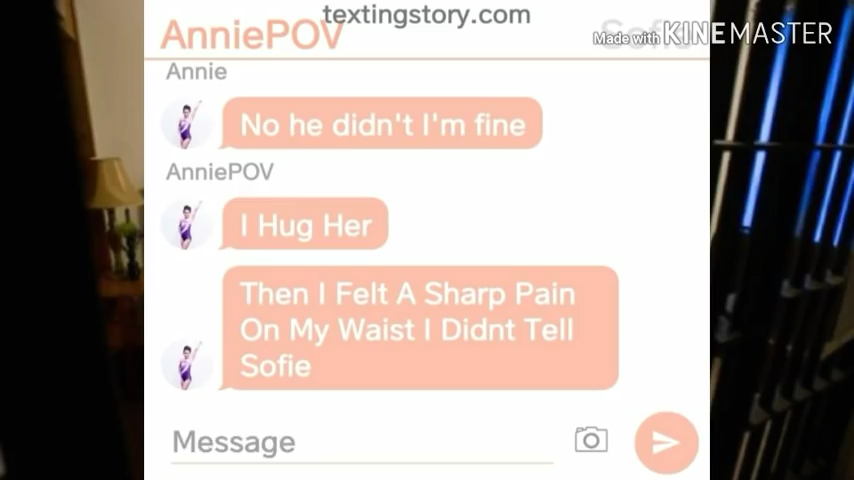 textingstory.com
AnniePOV
Sofie
Made with KINEMASTER
Annie
No he didn't I'm fine
AnniePOV
I Hug Her
Then I Felt A Sharp Pain
On My Waist I Didnt Tell
Sofie
Message